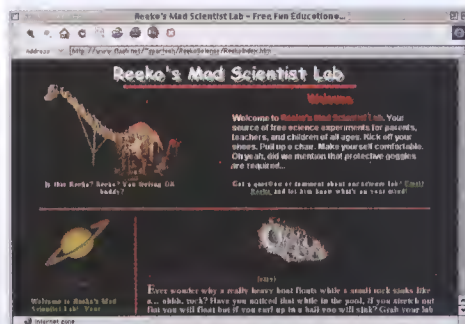 Reeko's Mad Scientist Lab - Free, Fun Educatione...
Address
Reeko's Mad Scientist Lab
Welcome
Welcome to Reeko's Mad Scientist Lab. Your
source of free science experiments for parents,
teachers, and children of all ages. Kick off your
shoes. Pull up a chair. Make yourself comfortable.
Oh yeah, did we mention that protective goggles
are required...
Is that Reeko? Reeko? You feeling OK
buddy?
Got a question or comment about our science lab? Email
Reeko and let him know what's on your mind!
Welcome to Reeko's Mad
Scientist Lab! Your
Ever wonder why a really heavy boat floats while a small rock sinks like
a... uhhh, rock? Have you noticed that while in the pool, if you stretch out
flat you will float but if you curl up in a ball you will sink? Grab your lab
Internet zone